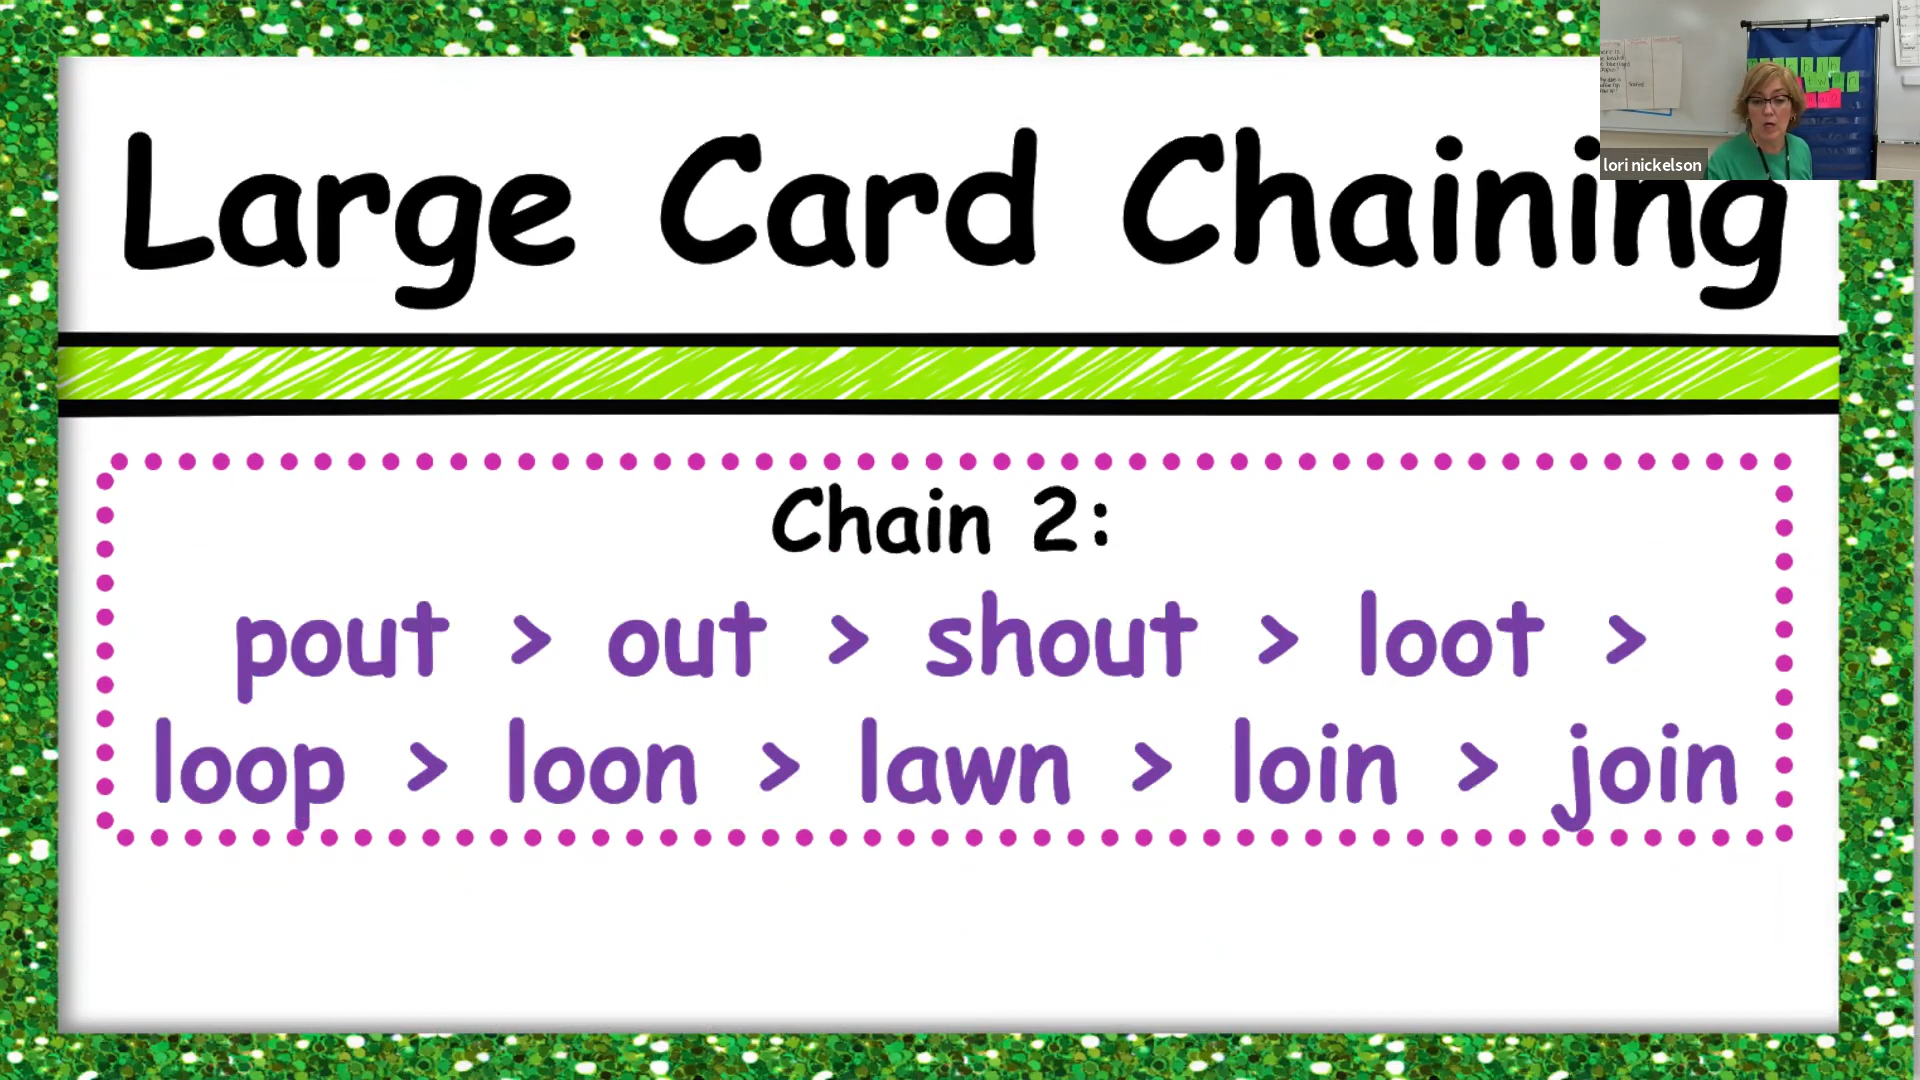 Large Card Chaining
lori nickelson
Chain 2:
pout > out > shout > loot >
loop > loon > lawn > loin > join